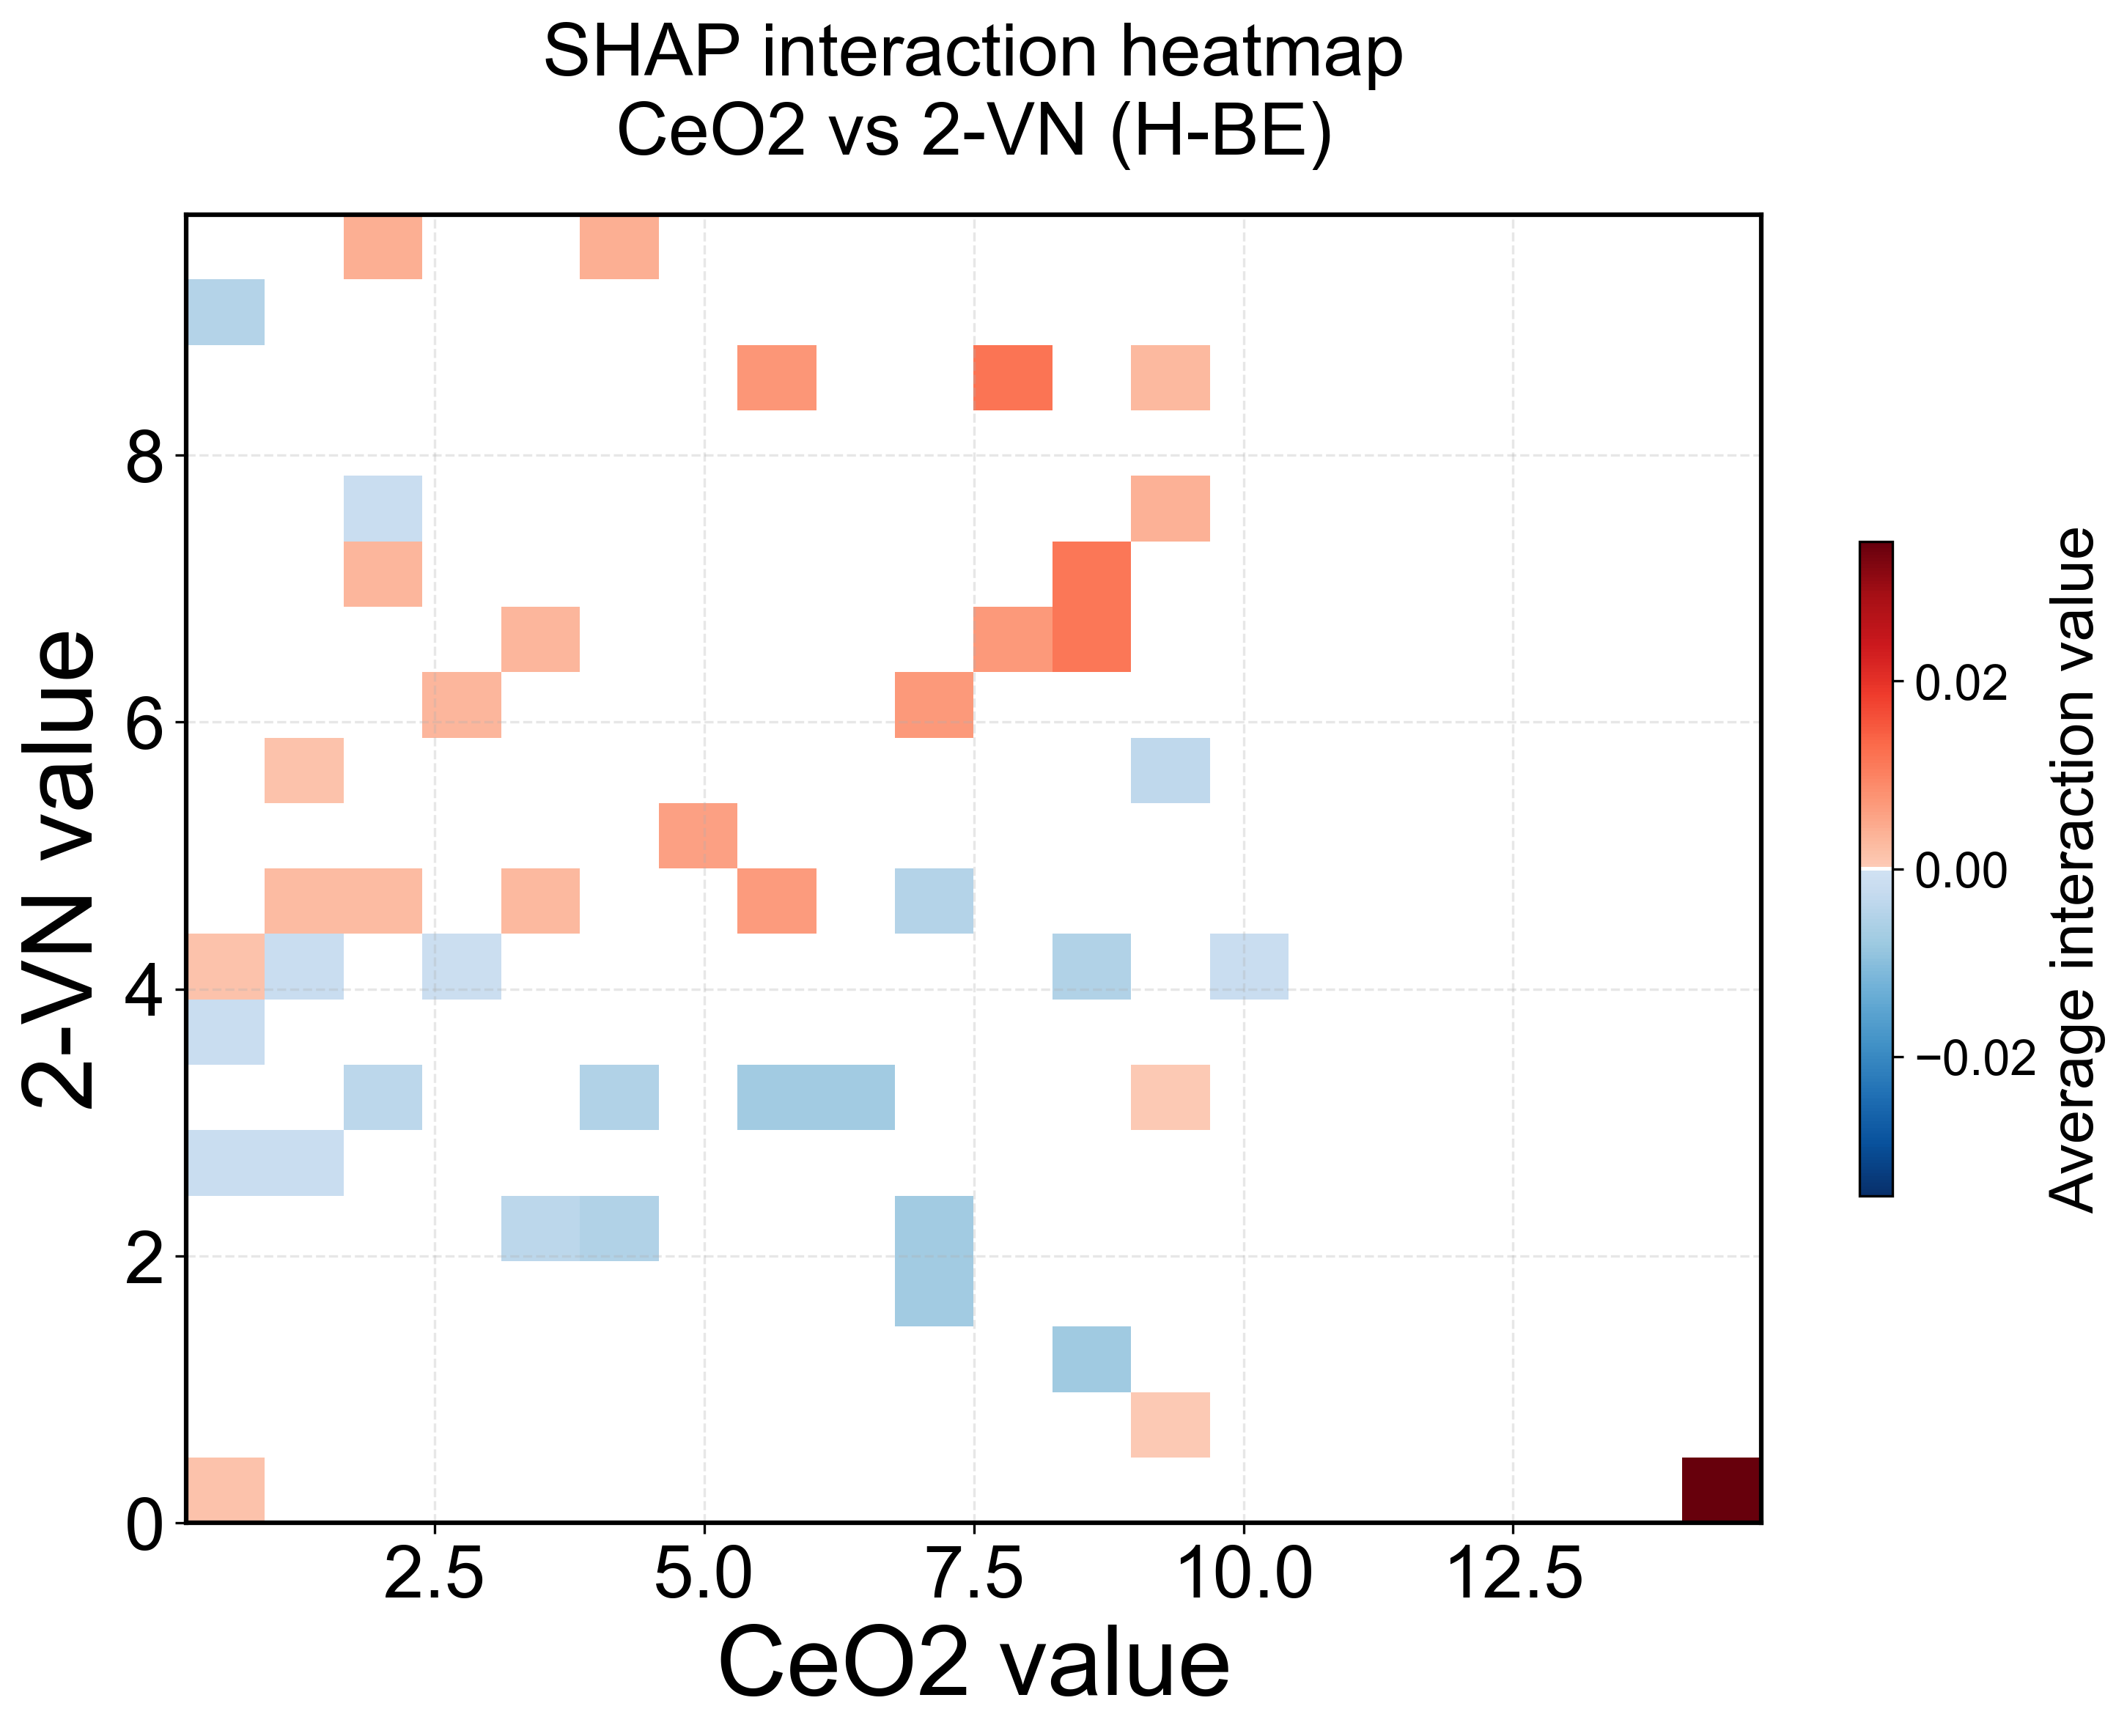 SHAP interaction heatmap
CeO2 vs 2-VN (H-BE)
2-VN value
8
6
4
2
0
2.5
5.0
7.5
10.0
12.5
CeO2 value
0.02
0.00
−0.02
Average interaction value